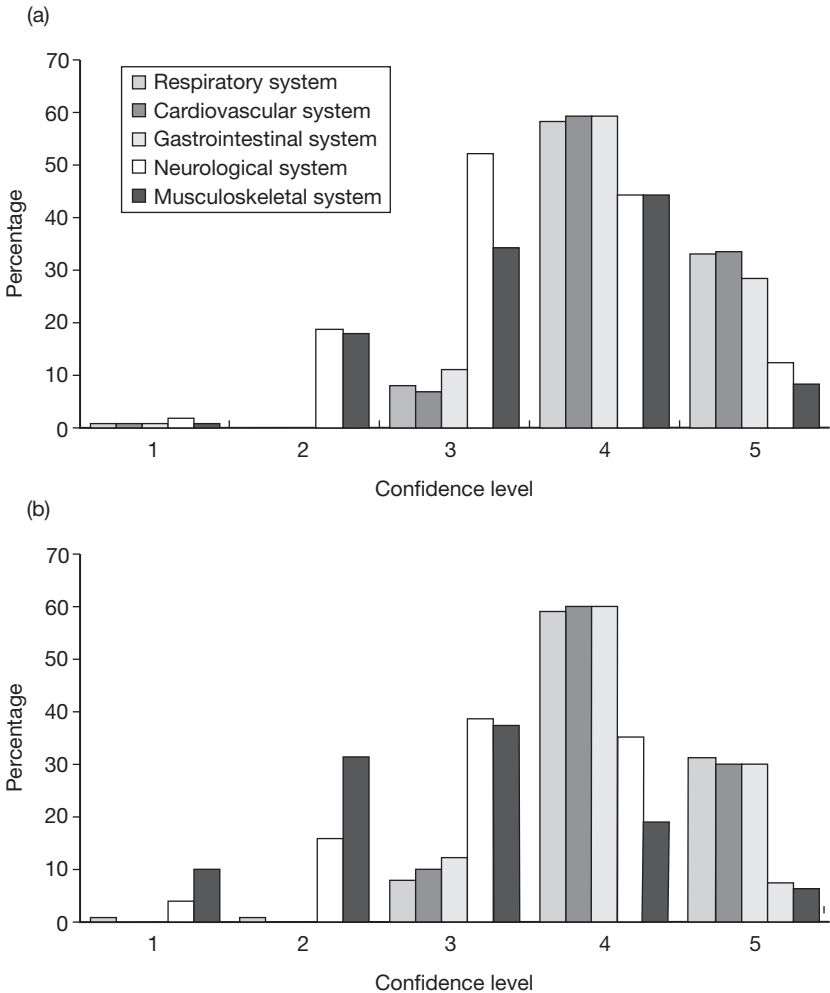 (a)
70
60
50
40
30
20
10
0
Percentage
Respiratory system
Cardiovascular system
Gastrointestinal system
Neurological system
Musculoskeletal system
1 2 3 4 5
Confidence level
(b)
70
60
50
40
30
20
10
0
Percentage
1 2 3 4 5
Confidence level